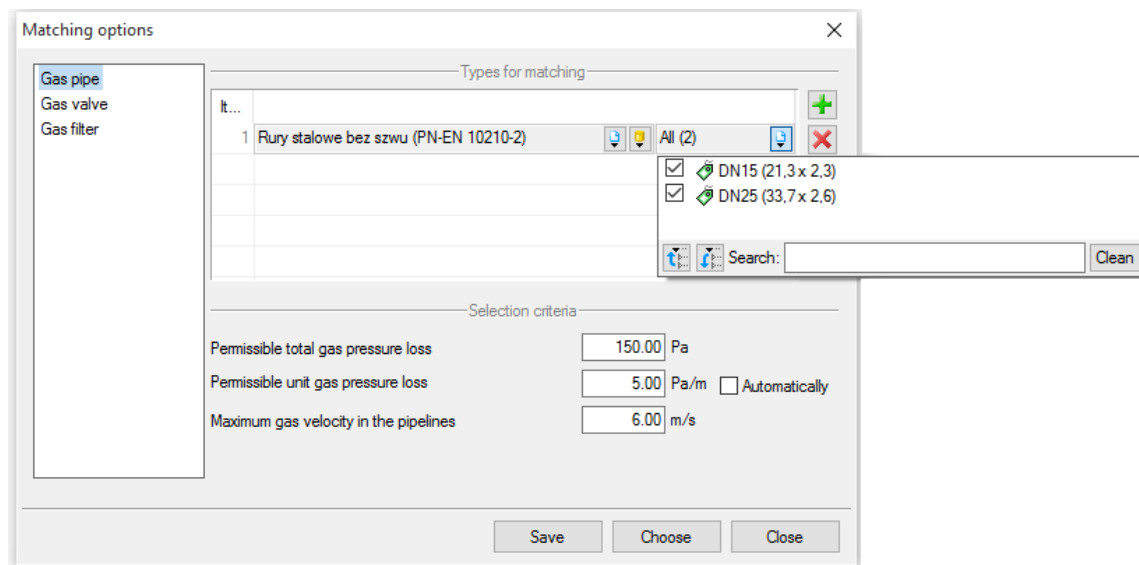 Matching options
Gas pipe
Gas valve
Gas filter
Types for matching
It...
1 Rury stalowe bez szwu (PN-EN 10210-2) All (2)
DN15 (21,3 x 2,3)
DN25 (33,7 x 2,6)
Search: Clean
Selection criteria
Permissible total gas pressure loss 150.00 Pa
Permissible unit gas pressure loss 5.00 Pa/m Automatically
Maximum gas velocity in the pipelines 6.00 m/s
Save Choose Close